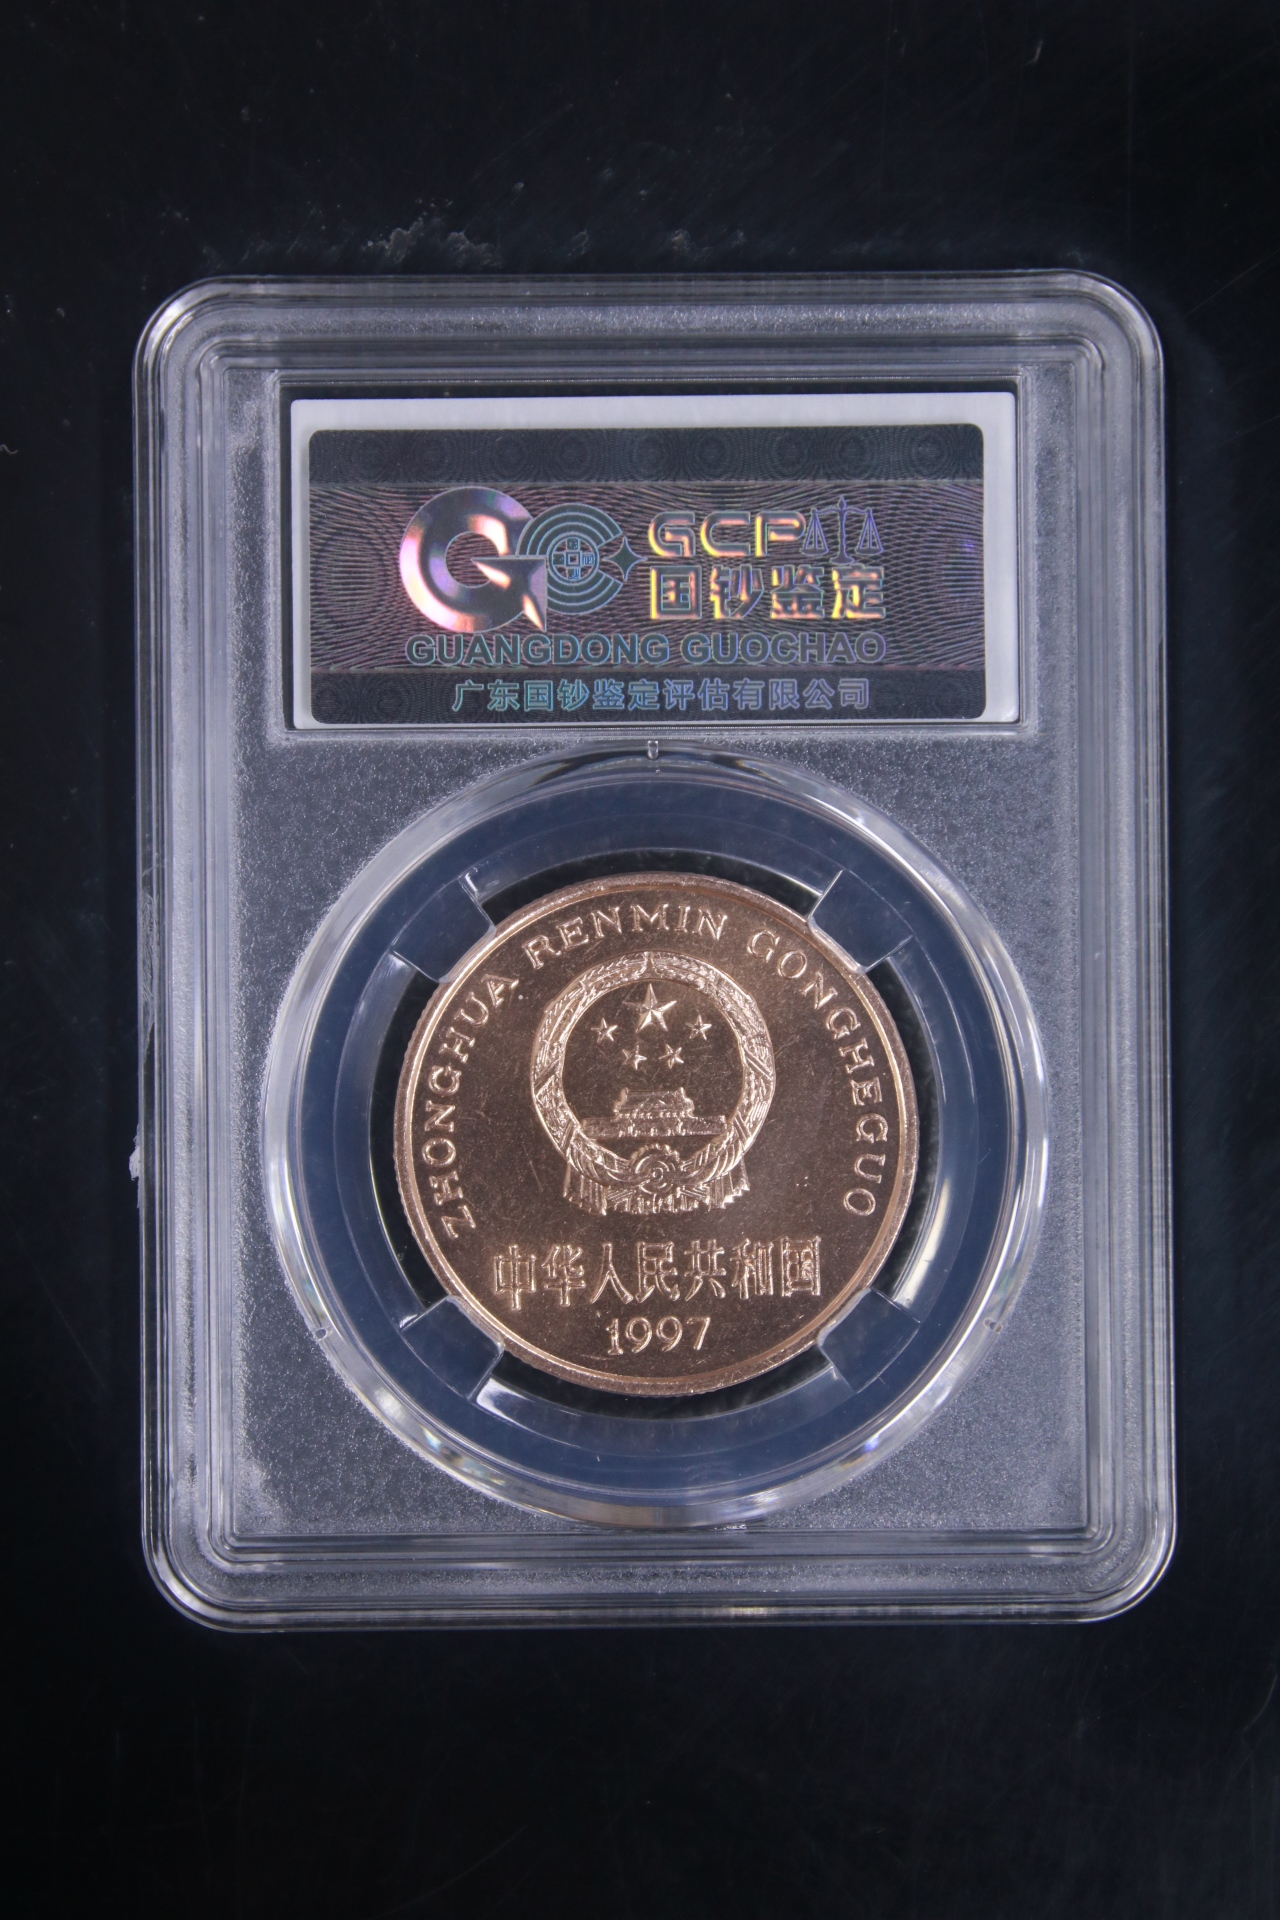 GC GCP
国钞鉴定
GUANGDONG GUOCHAO
广东国钞鉴定评估有限公司
ZHONGHUA RENMIN GONGHEGUO
中华人民共和国
1997